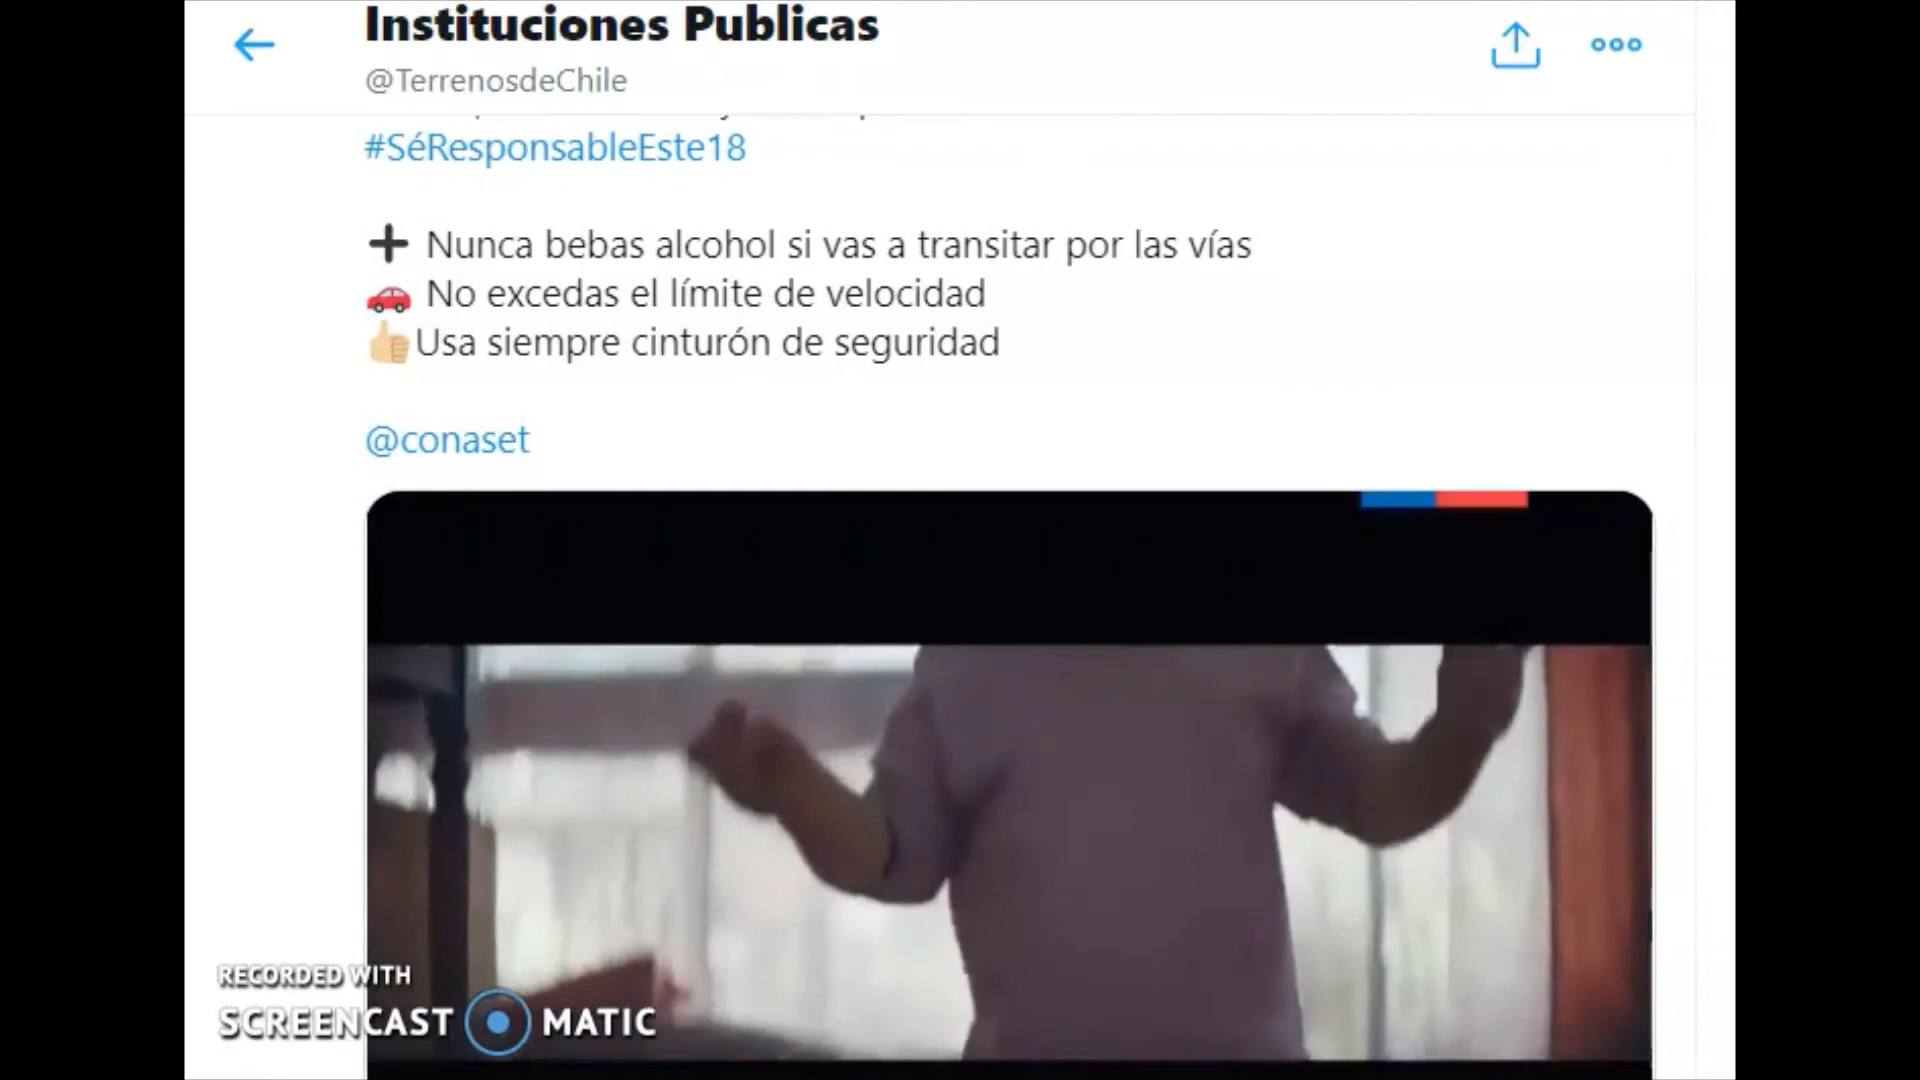 Instituciones Publicas
@TerrenosdeChile
#SéResponsableEste18
Nunca bebas alcohol si vas a transitar por las vías
No excedas el límite de velocidad
Usa siempre cinturón de seguridad
@conaset
RECORDED WITH
SCREENCAST MATIC